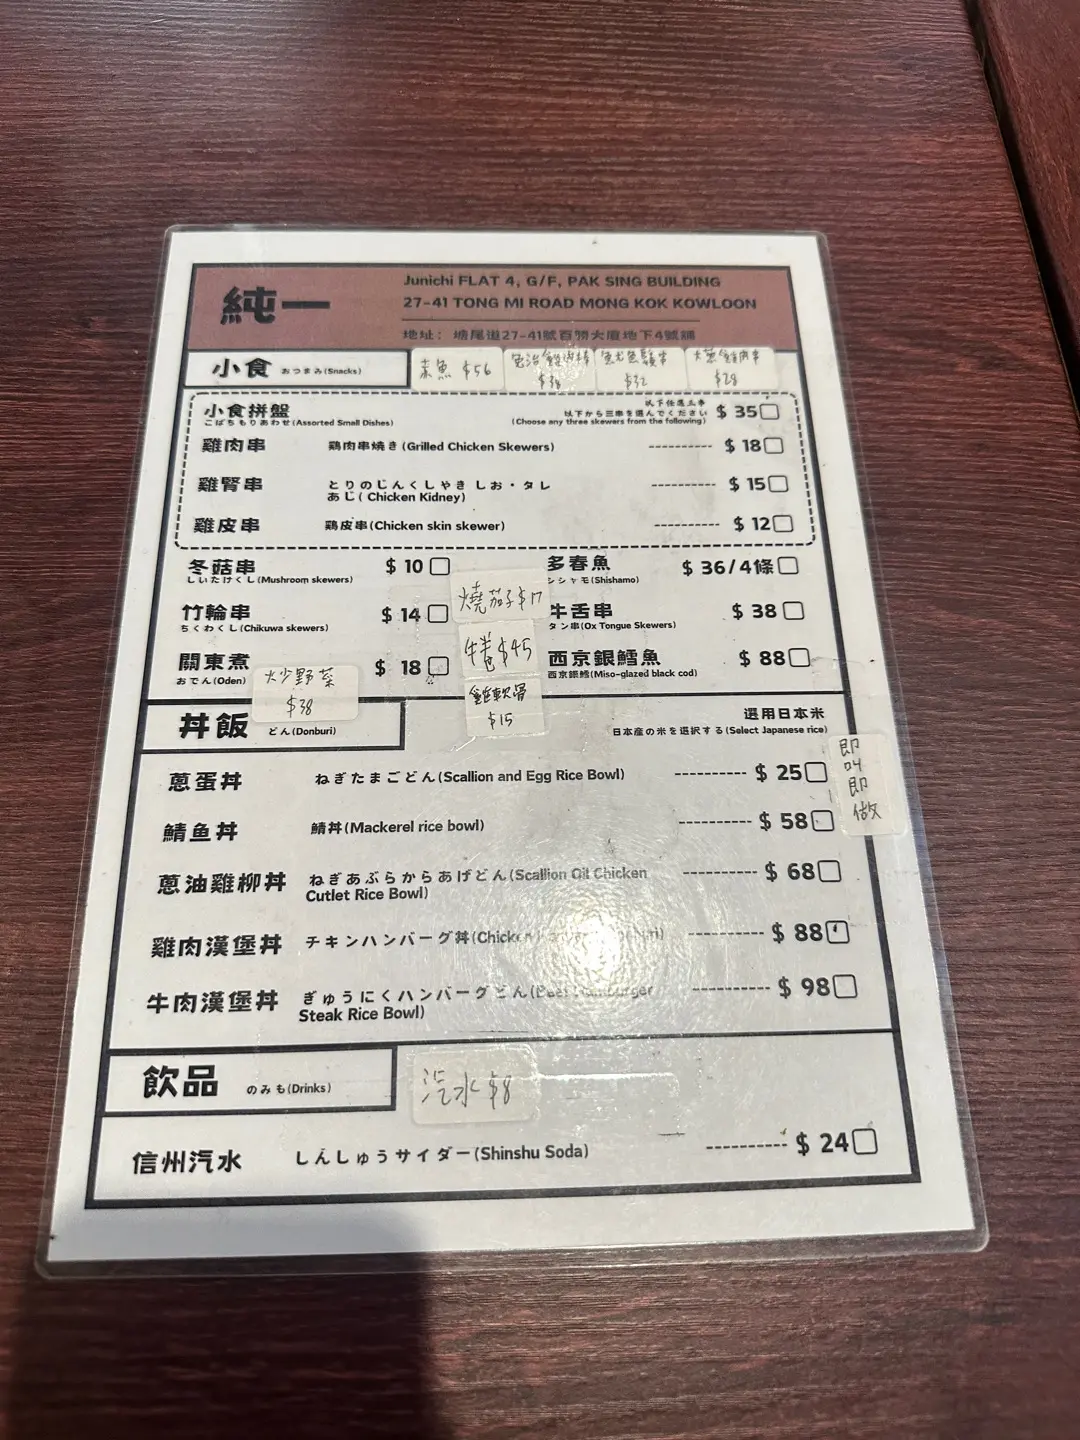 純一
Junichi FLAT 4, G/F, PAK SING BUILDING
27-41 TONG MI ROAD MONG KOK KOWLOON
地址：塘尾道27-41號百勝大廈地下4號舖
小食 おつまみ(Snacks)
赤魚 $56
$38
魷魚鬚串
$32
大蔥雞肉串
$28
小食拼盤
こばちもりあわせ(Assorted Small Dishes)
以下任選三串
以下から三串を選んでください
(Choose any three skewers from the following)
$ 35
雞肉串 鶏肉串焼き(Grilled Chicken Skewers) ---------- $ 18
雞腎串 とりのじんくしやき しお・タレ
あじ( Chicken Kidney) ---------- $ 15
雞皮串 鶏皮串(Chicken skin skewer) ---------- $ 12
冬菇串 $ 10
しいたけくし(Mushroom skewers)
竹輪串 $ 14
ちくわくし(Chikuwa skewers)
關東煮 $ 18
おでん(Oden)
多春魚 $ 36/4條
シシャモ(Shishamo)
牛舌串 $ 38
タン串(Ox Tongue Skewers)
西京銀鱈魚 $ 88
西京銀鱈(Miso-glazed black cod)
燒茄子$17
$45
雞軟骨
$15
大炒野菜
$38
丼飯 どん(Donburi)
選用日本米
日本産の米を選択する(Select Japanese rice)
即
叫
即
做
蔥蛋丼 ねぎたまごどん(Scallion and Egg Rice Bowl) ---------- $ 25
鯖魚丼 鯖丼(Mackerel rice bowl) ---------- $ 58
蔥油雞柳丼 ねぎあぶらからあげどん(Scallion Oil Chicken
Cutlet Rice Bowl) ---------- $ 68
雞肉漢堡丼 チキンハンバーグ丼(Chicken ---------- $ 88
牛肉漢堡丼 ぎゅうにくハンバーグどん(Beef Hamburger
Steak Rice Bowl) ---------- $ 98
飲品 のみも(Drinks)
汽水 $8
信州汽水 しんしゅうサイダー(Shinshu Soda) ----------- $ 24